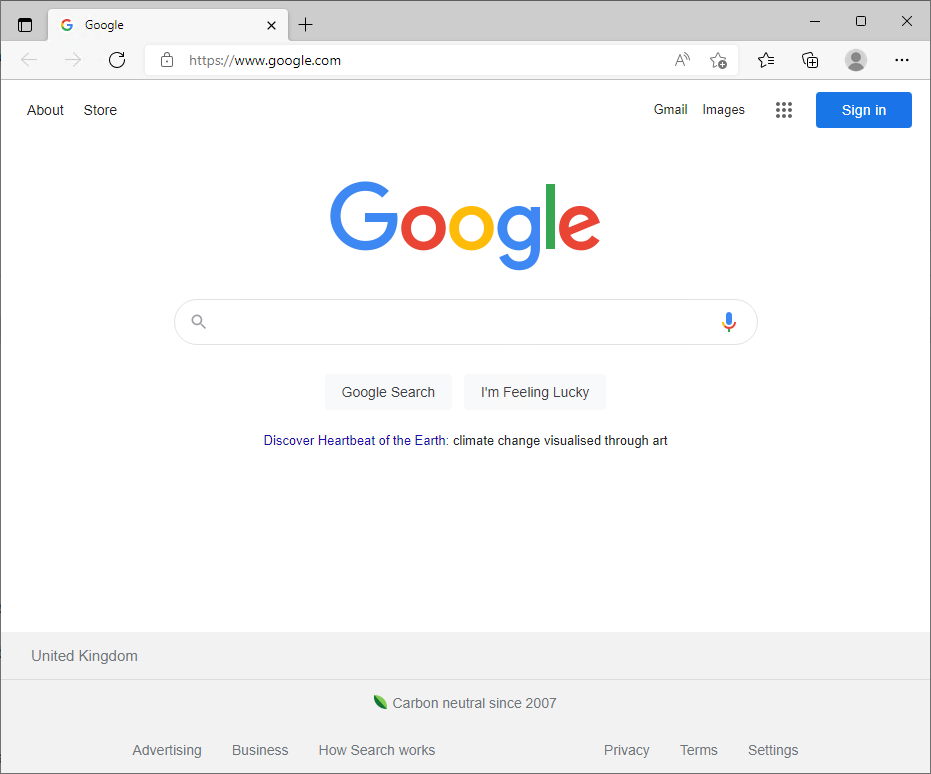 Google
https://www.google.com
About Store Gmail Images Sign in
Google
Google Search I'm Feeling Lucky
Discover Heartbeat of the Earth: climate change visualised through art
United Kingdom
Carbon neutral since 2007
Advertising Business How Search works Privacy Terms Settings